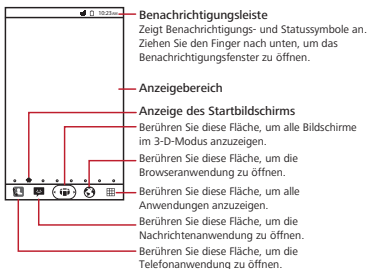 10:23 AM
Benachrichtigungsleiste
Zeigt Benachrichtigungs- und Statussymbole an.
Ziehen Sie den Finger nach unten, um das
Benachrichtigungsfenster zu öffnen.
Anzeigebereich
Anzeige des Startbildschirms
Berühren Sie diese Fläche, um alle Bildschirme
im 3-D-Modus anzuzeigen.
Berühren Sie diese Fläche, um die
Browseranwendung zu öffnen.
Berühren Sie diese Fläche, um alle
Anwendungen anzuzeigen.
Berühren Sie diese Fläche, um die
Nachrichtenanwendung zu öffnen.
Berühren Sie diese Fläche, um die
Telefonanwendung zu öffnen.